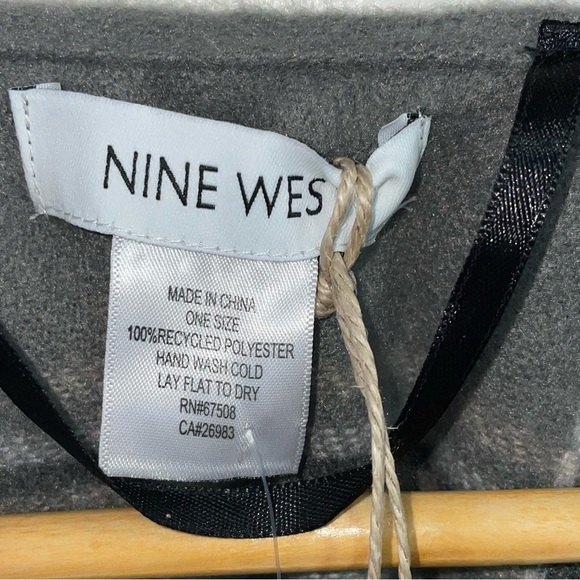 NINE WES
MADE IN CHINA
ONE SIZE
100%RECYCLED POLYESTER
HAND WASH COLD
LAY FLAT TO DRY
RN#67508
CA#26983